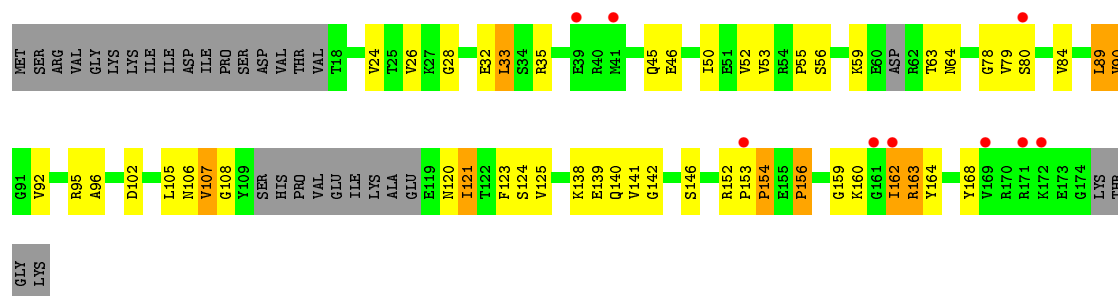 MET SER ARG VAL GLY LYS LYS ILE ILE ASP ILE PRO SER ASP VAL THR VAL T18 V24 T25 V26 K27 G28 E32 L33 S34 R35 E39 R40 M41 Q45 E46 I50 E51 V52 V53 R54 P55 S56 K59 E60 ASP R62 T63 N64 G78 V79 S80 V84 L89 V90
G91 V92 R95 A96 D102 L105 N106 V107 G108 Y109 SER HIS PRO VAL GLU ILE LYS ALA GLU E119 N120 I121 T122 F123 S124 V125 K138 E139 Q140 V141 G142 S146 R152 P153 P154 E155 P156 G159 K160 G161 I162 R163 Y164 Y168 V169 R170 R171 K172 E173 G174 LYS THR
GLY LYS